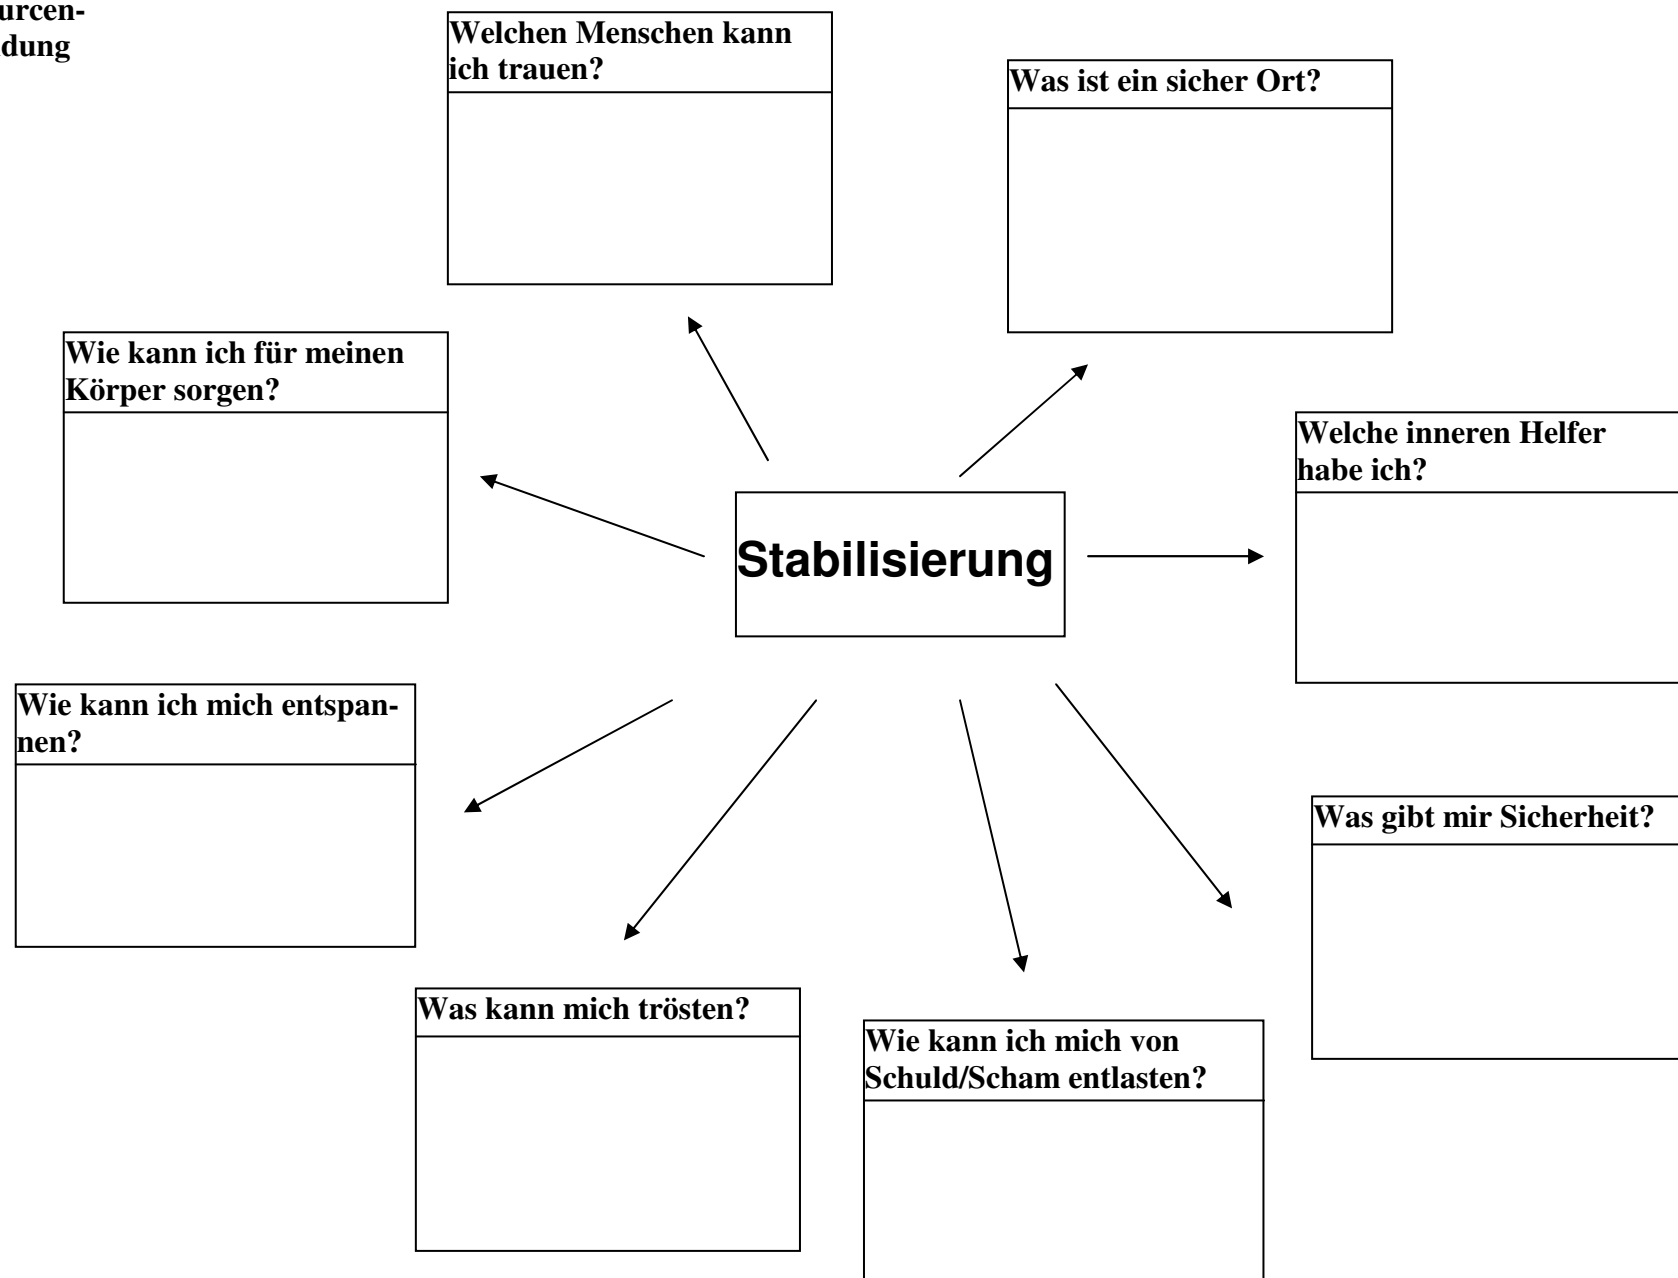 urcen-
dung
Welchen Menschen kann
ich trauen?
Was ist ein sicher Ort?
Wie kann ich für meinen
Körper sorgen?
Welche inneren Helfer
habe ich?
Stabilisierung
Wie kann ich mich entspan-
nen?
Was gibt mir Sicherheit?
Was kann mich trösten?
Wie kann ich mich von
Schuld/Scham entlasten?